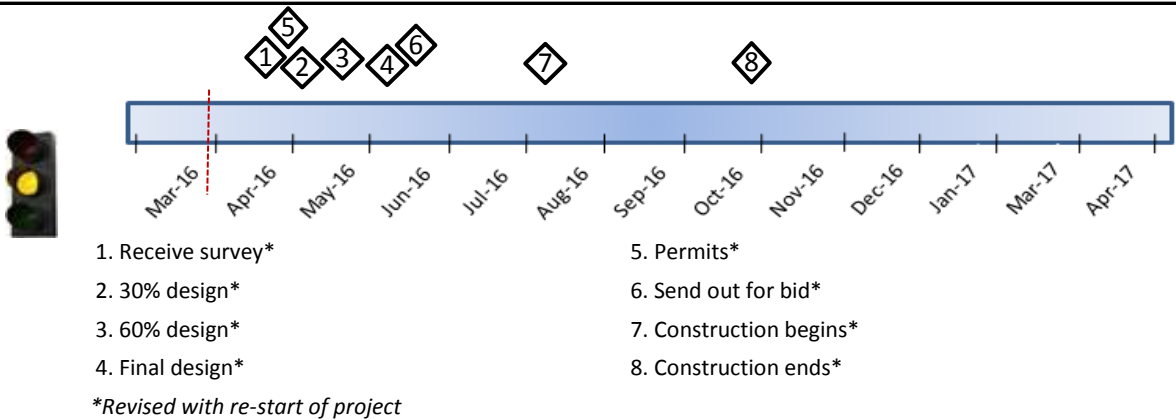 5
1 2 3 4 6 7 8
Mar-16 Apr-16 May-16 Jun-16 Jul-16 Aug-16 Sep-16 Oct-16 Nov-16 Dec-16 Jan-17 Mar-17 Apr-17
1. Receive survey* 5. Permits*
2. 30% design* 6. Send out for bid*
3. 60% design* 7. Construction begins*
4. Final design* 8. Construction ends*
*Revised with re-start of project